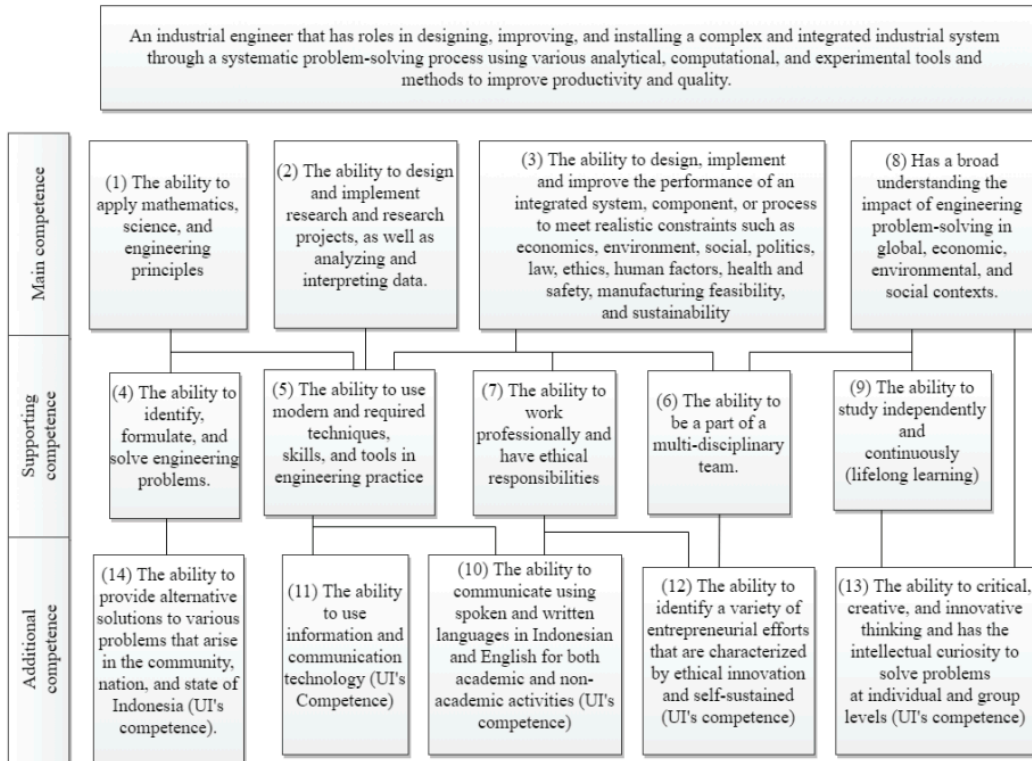 An industrial engineer that has roles in designing, improving, and installing a complex and integrated industrial system
through a systematic problem-solving process using various analytical, computational, and experimental tools and
methods to improve productivity and quality.
Main competence
(1) The ability to
apply mathematics,
science, and
engineering
principles
(2) The ability to design
and implement
research and research
projects, as well as
analyzing and
interpreting data.
(3) The ability to design, implement
and improve the performance of an
integrated system, component, or process
to meet realistic constraints such as
economics, environment, social, politics,
law, ethics, human factors, health and
safety, manufacturing feasibility,
and sustainability
(8) Has a broad
understanding the
impact of engineering
problem-solving in
global, economic,
environmental, and
social contexts.
Supporting
competence
(4) The ability to
identify,
formulate, and
solve engineering
problems.
(5) The ability to use
modern and required
techniques,
skills, and tools in
engineering practice
(7) The ability to
work
professionally and
have ethical
responsibilities
(6) The ability to
be a part of a
multi-disciplinary
team.
(9) The ability to
study independently
and
continuously
(lifelong learning)
Additional
competence
(14) The ability to
provide alternative
solutions to various
problems that arise
in the community,
nation, and state of
Indonesia (UI's
competence).
(11) The ability
to use
information and
communication
technology (UI's
Competence)
(10) The ability to
communicate using
spoken and written
languages in Indonesian
and English for both
academic and non-
academic activities (UI's
competence)
(12) The ability to
identify a variety of
entrepreneurial efforts
that are characterized
by ethical innovation
and self-sustained
(UI's competence)
(13) The ability to critical,
creative, and innovative
thinking and has the
intellectual curiosity to
solve problems
at individual and group
levels (UI's competence)